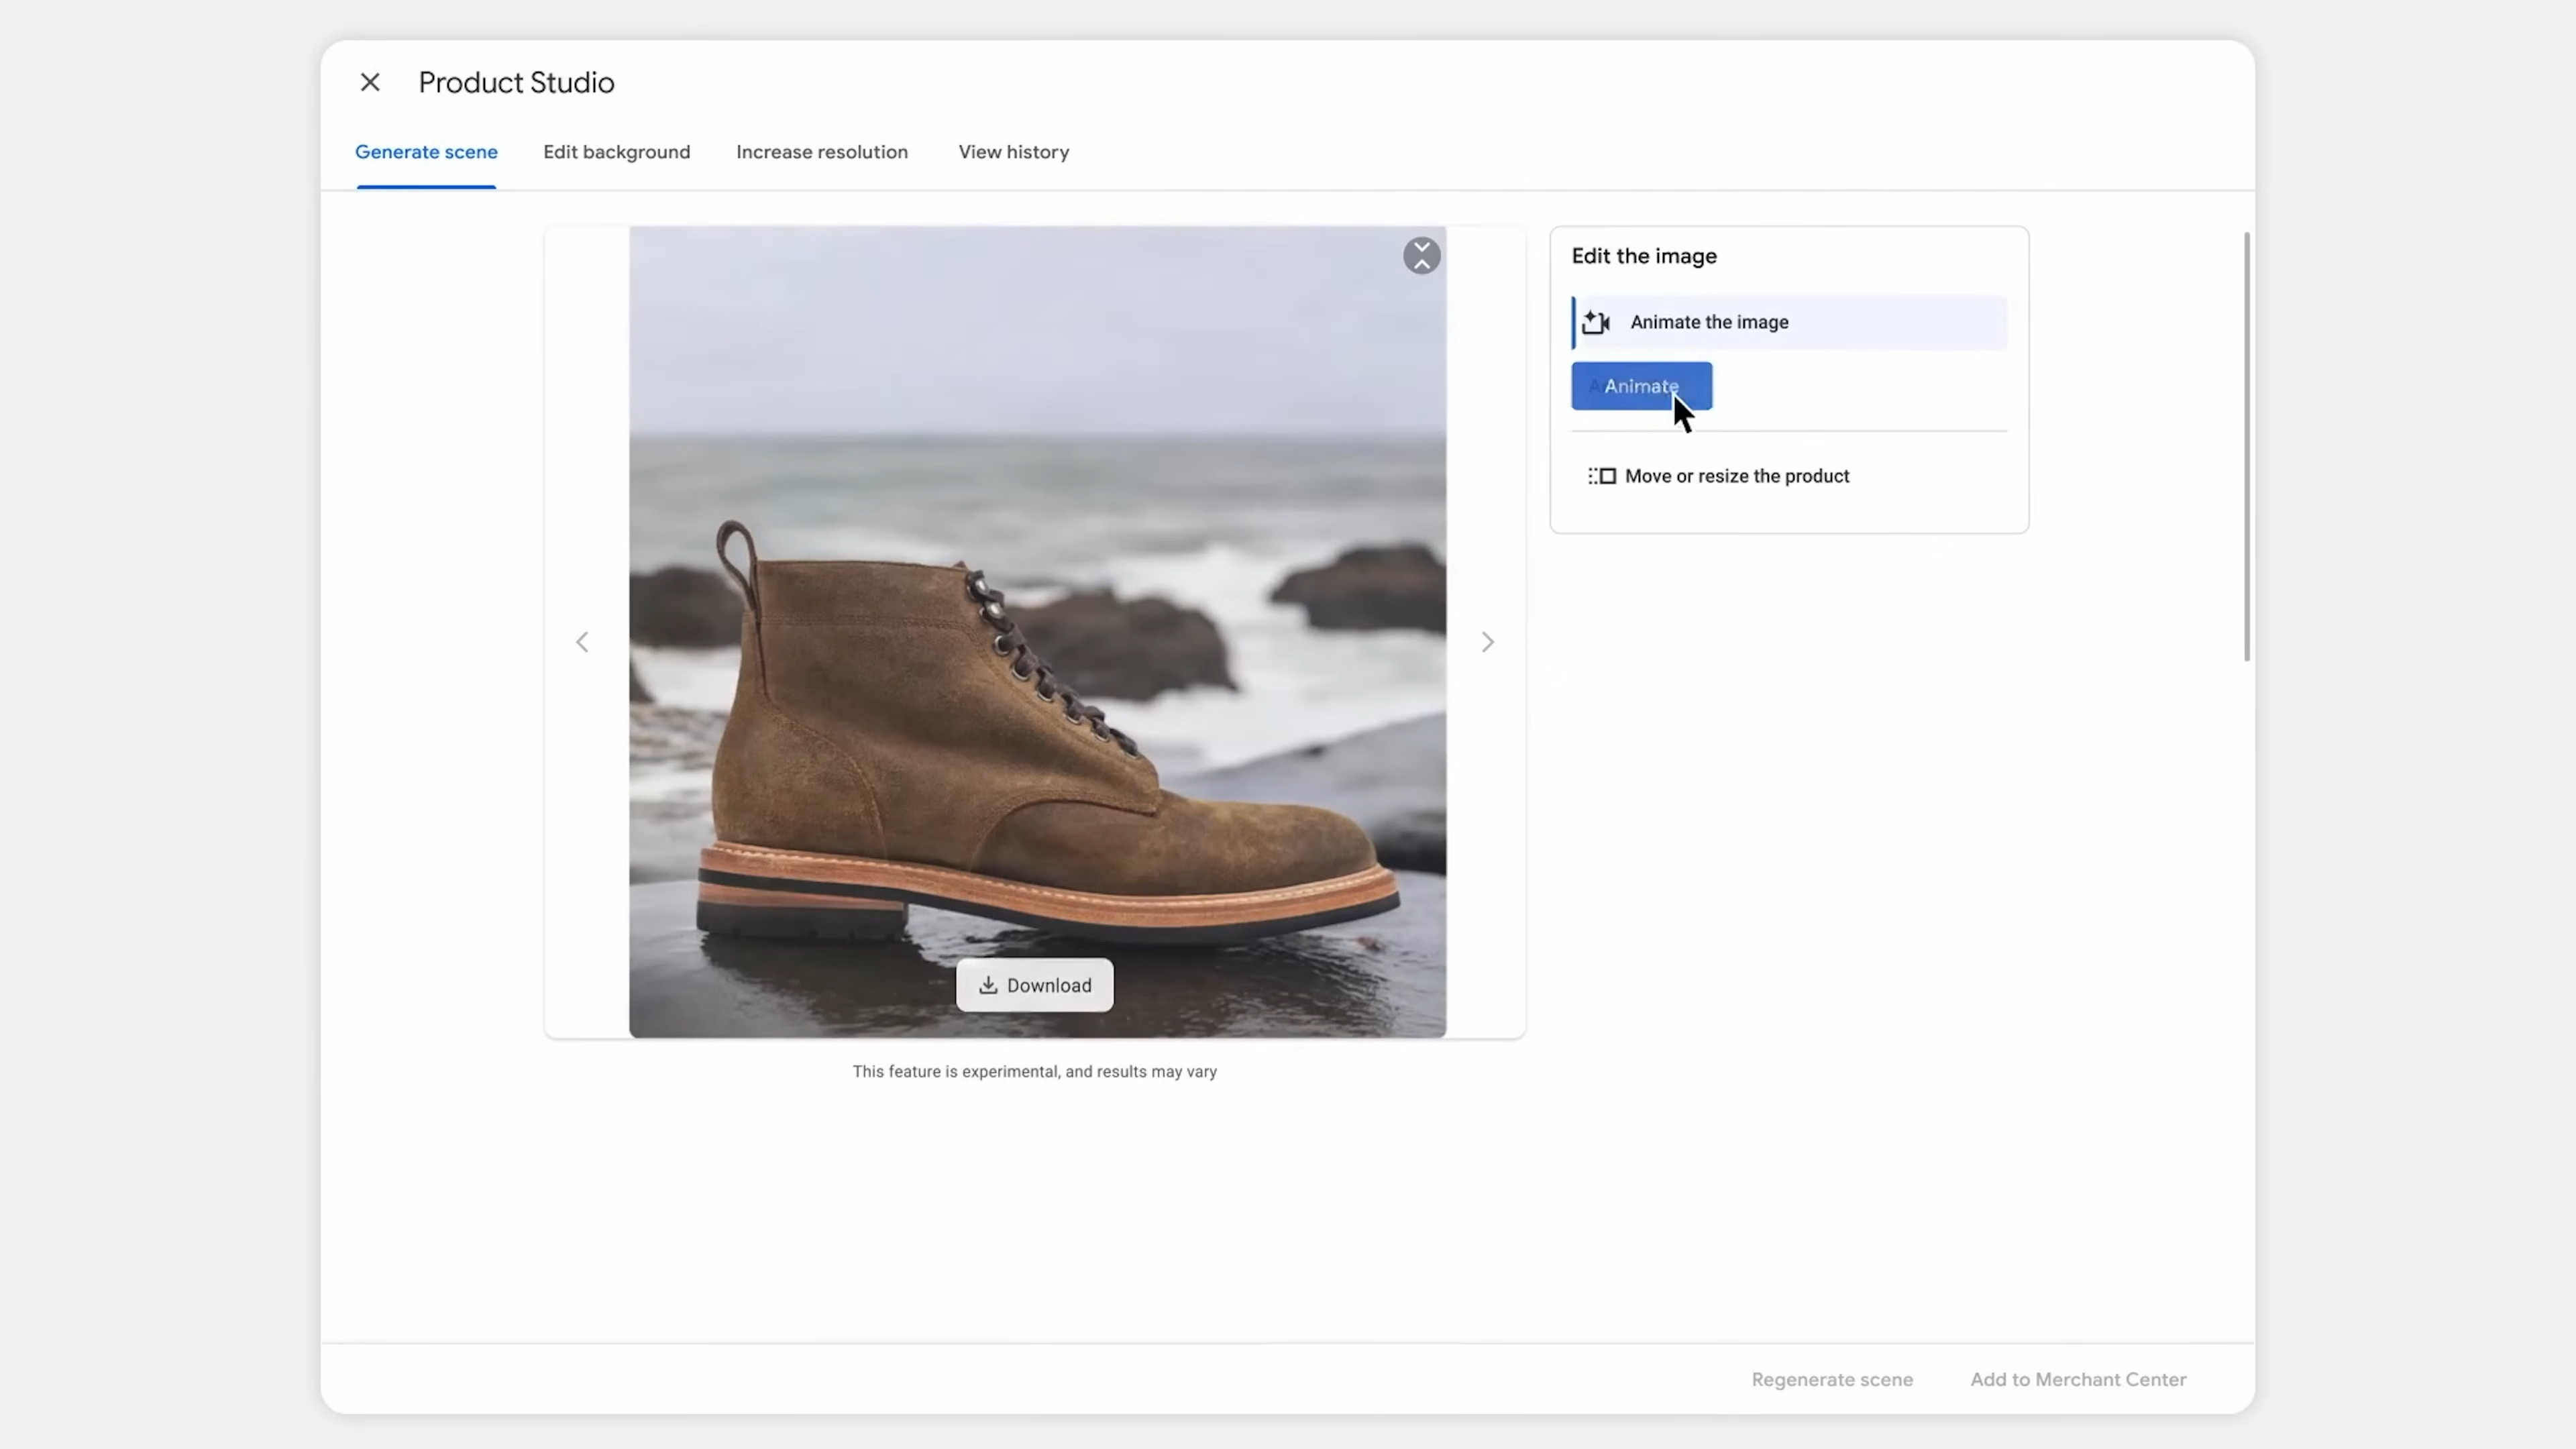 Product Studio
Generate scene
Edit background
Increase resolution
View history
Edit the image
Animate the image
Animate
Move or resize the product
Download
This feature is experimental, and results may vary
Regenerate scene
Add to Merchant Center